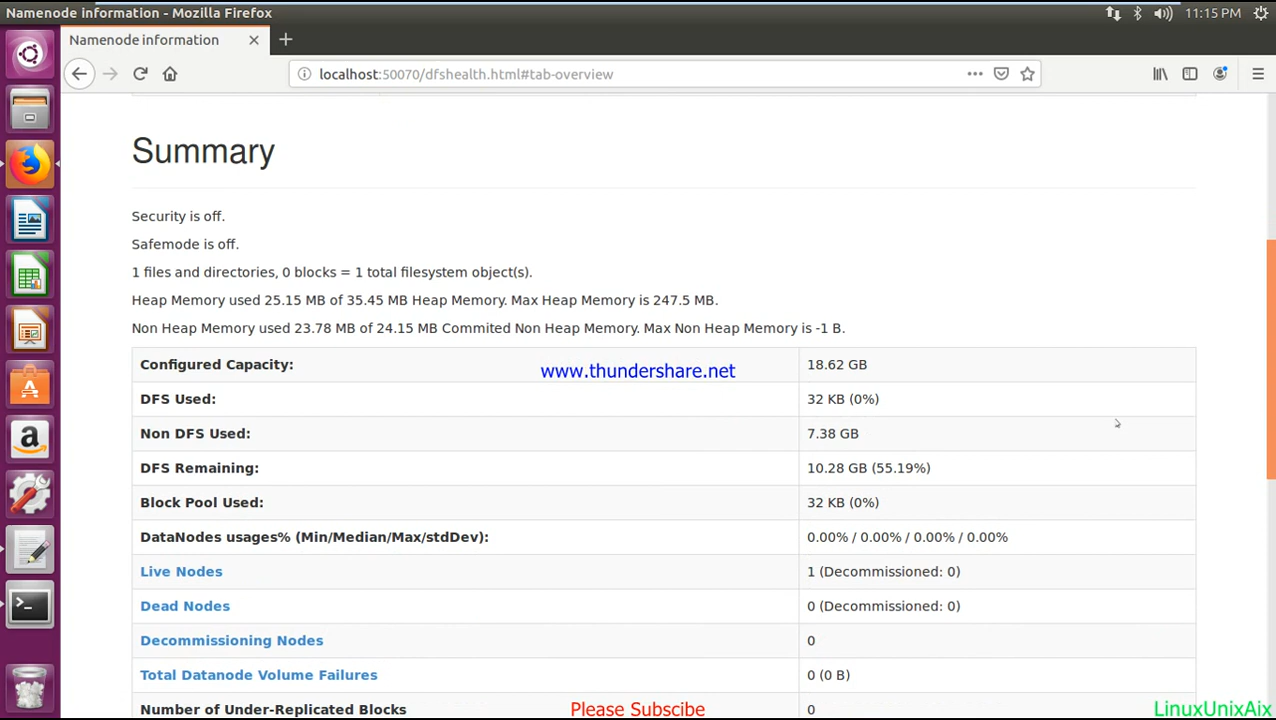 Namenode information - Mozilla Firefox
11:15 PM
Namenode information
localhost:50070/dfshealth.html#tab-overview
Summary
Security is off.
Safemode is off.
1 files and directories, 0 blocks = 1 total filesystem object(s).
Heap Memory used 25.15 MB of 35.45 MB Heap Memory. Max Heap Memory is 247.5 MB.
Non Heap Memory used 23.78 MB of 24.15 MB Commited Non Heap Memory. Max Non Heap Memory is -1 B.
Configured Capacity: 18.62 GB
www.thundershare.net
DFS Used: 32 KB (0%)
Non DFS Used: 7.38 GB
DFS Remaining: 10.28 GB (55.19%)
Block Pool Used: 32 KB (0%)
DataNodes usages% (Min/Median/Max/stdDev): 0.00% / 0.00% / 0.00% / 0.00%
Live Nodes 1 (Decommissioned: 0)
Dead Nodes 0 (Decommissioned: 0)
Decommissioning Nodes 0
Total Datanode Volume Failures 0 (0 B)
Number of Under-Replicated Blocks 0
Please Subscibe
LinuxUnixAix